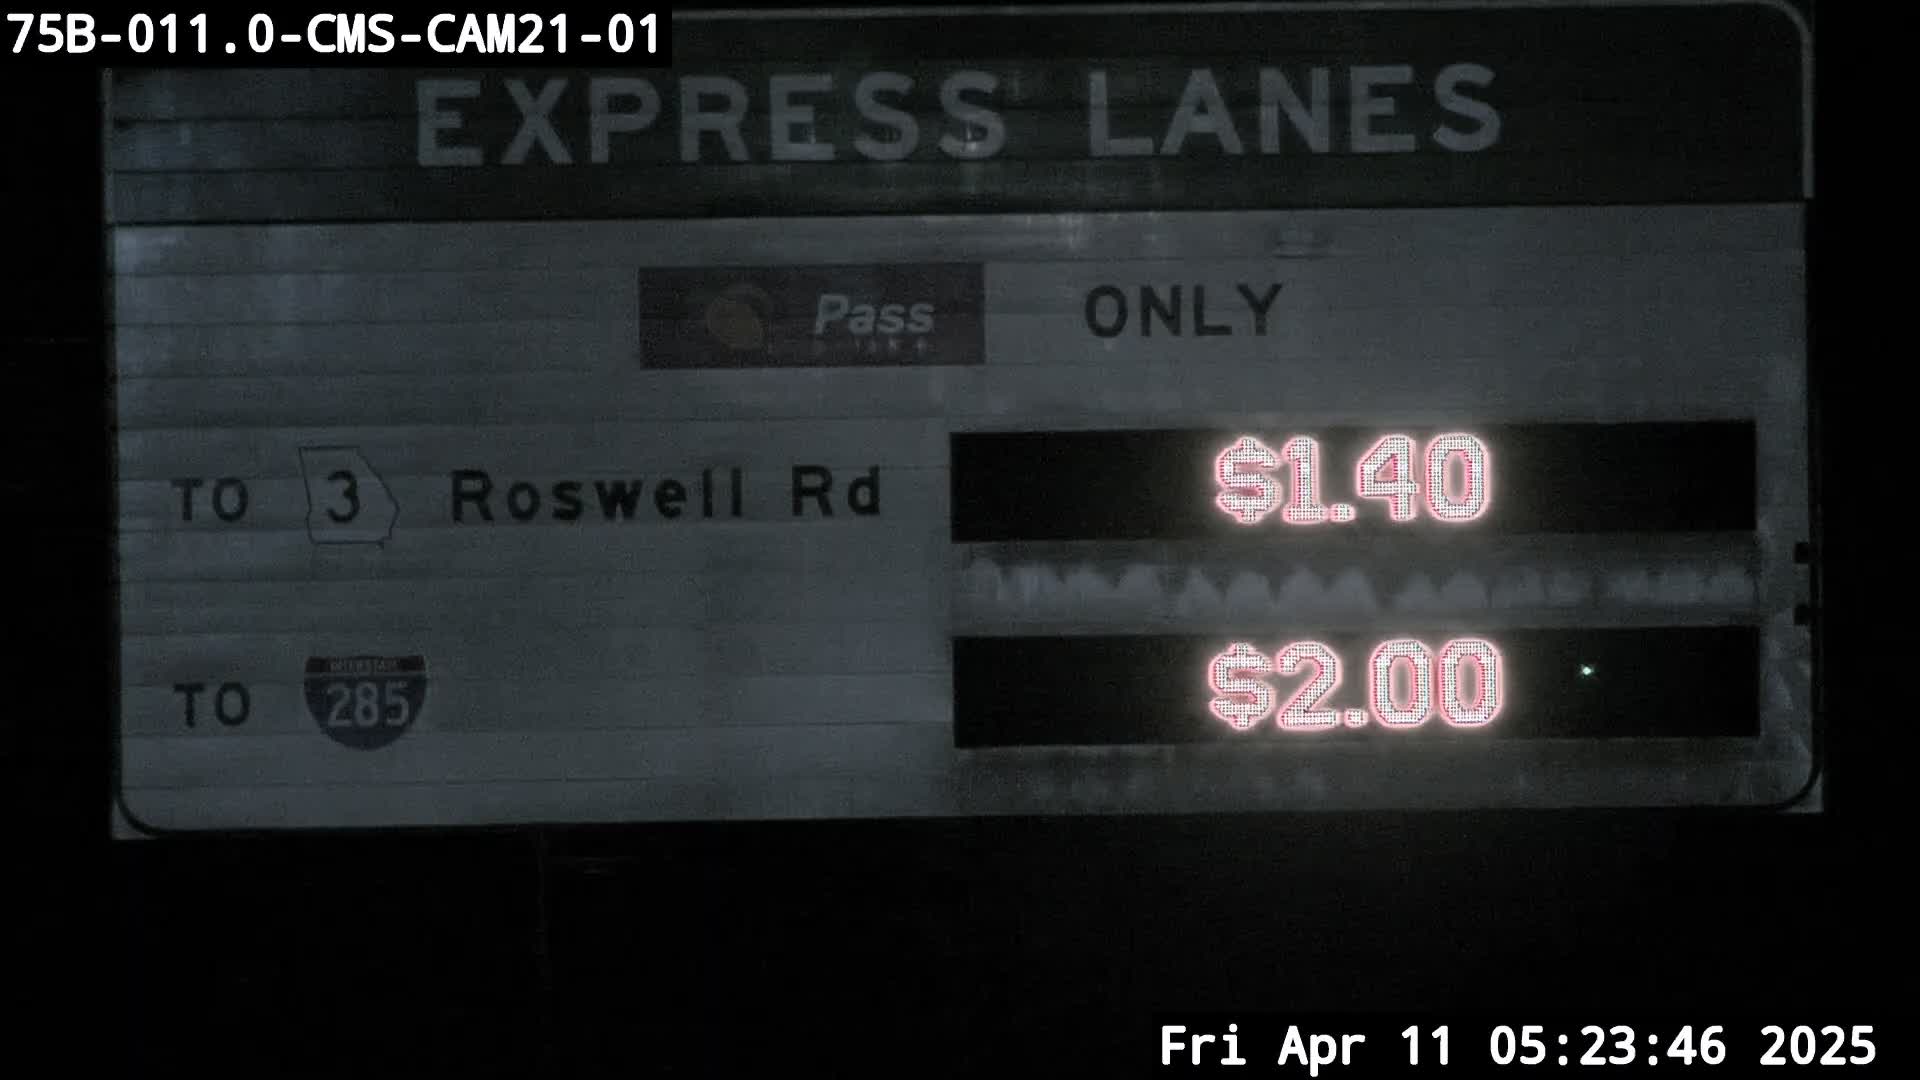 75B-011.0-CMS-CAM21-01
EXPRESS LANES
Pass ONLY
TO 3 Roswell Rd $1.40
INTERSTATE
TO 285 $2.00
Fri Apr 11 05:23:46 2025